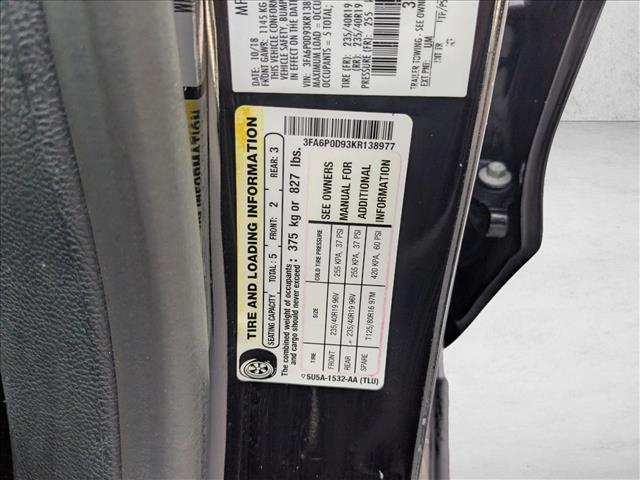 MF
10/18
FRONT GAWR: 1145 KG
THIS VEHICLE CONFORM
VEHICLE SAFETY, BUMP
IN EFFECT ON THE DAT
VIN: 3FA6P0D93KR138
MAXIMUM LOAD = OCCU
OCCUPANTS = 5 TOTAL;
TIRE (FR): 235/40R19
(RR): 235/40R19
PRESSURE (FR): 255
TRAILER TOWING - SEE OWNE
EXT PNT: UM
TIRE AND LOADING INFORMATION
SEATING CAPACITY TOTAL: 5 FRONT: 2 REAR: 3
The combined weight of occupants : 375 kg or 827 lbs.
and cargo should never exceed
3FA6P0D93KR138977
TIRE SIZE COLD TIRE PRESSURE
FRONT 235/40R19 96V 255 KPA, 37 PSI
REAR = 235/40R19 96V 255 KPA, 37 PSI
SPARE T125/80R16 97M 420 KPA, 60 PSI
SEE OWNERS
MANUAL FOR
ADDITIONAL
INFORMATION
5U5A-1532-AA (TLU)